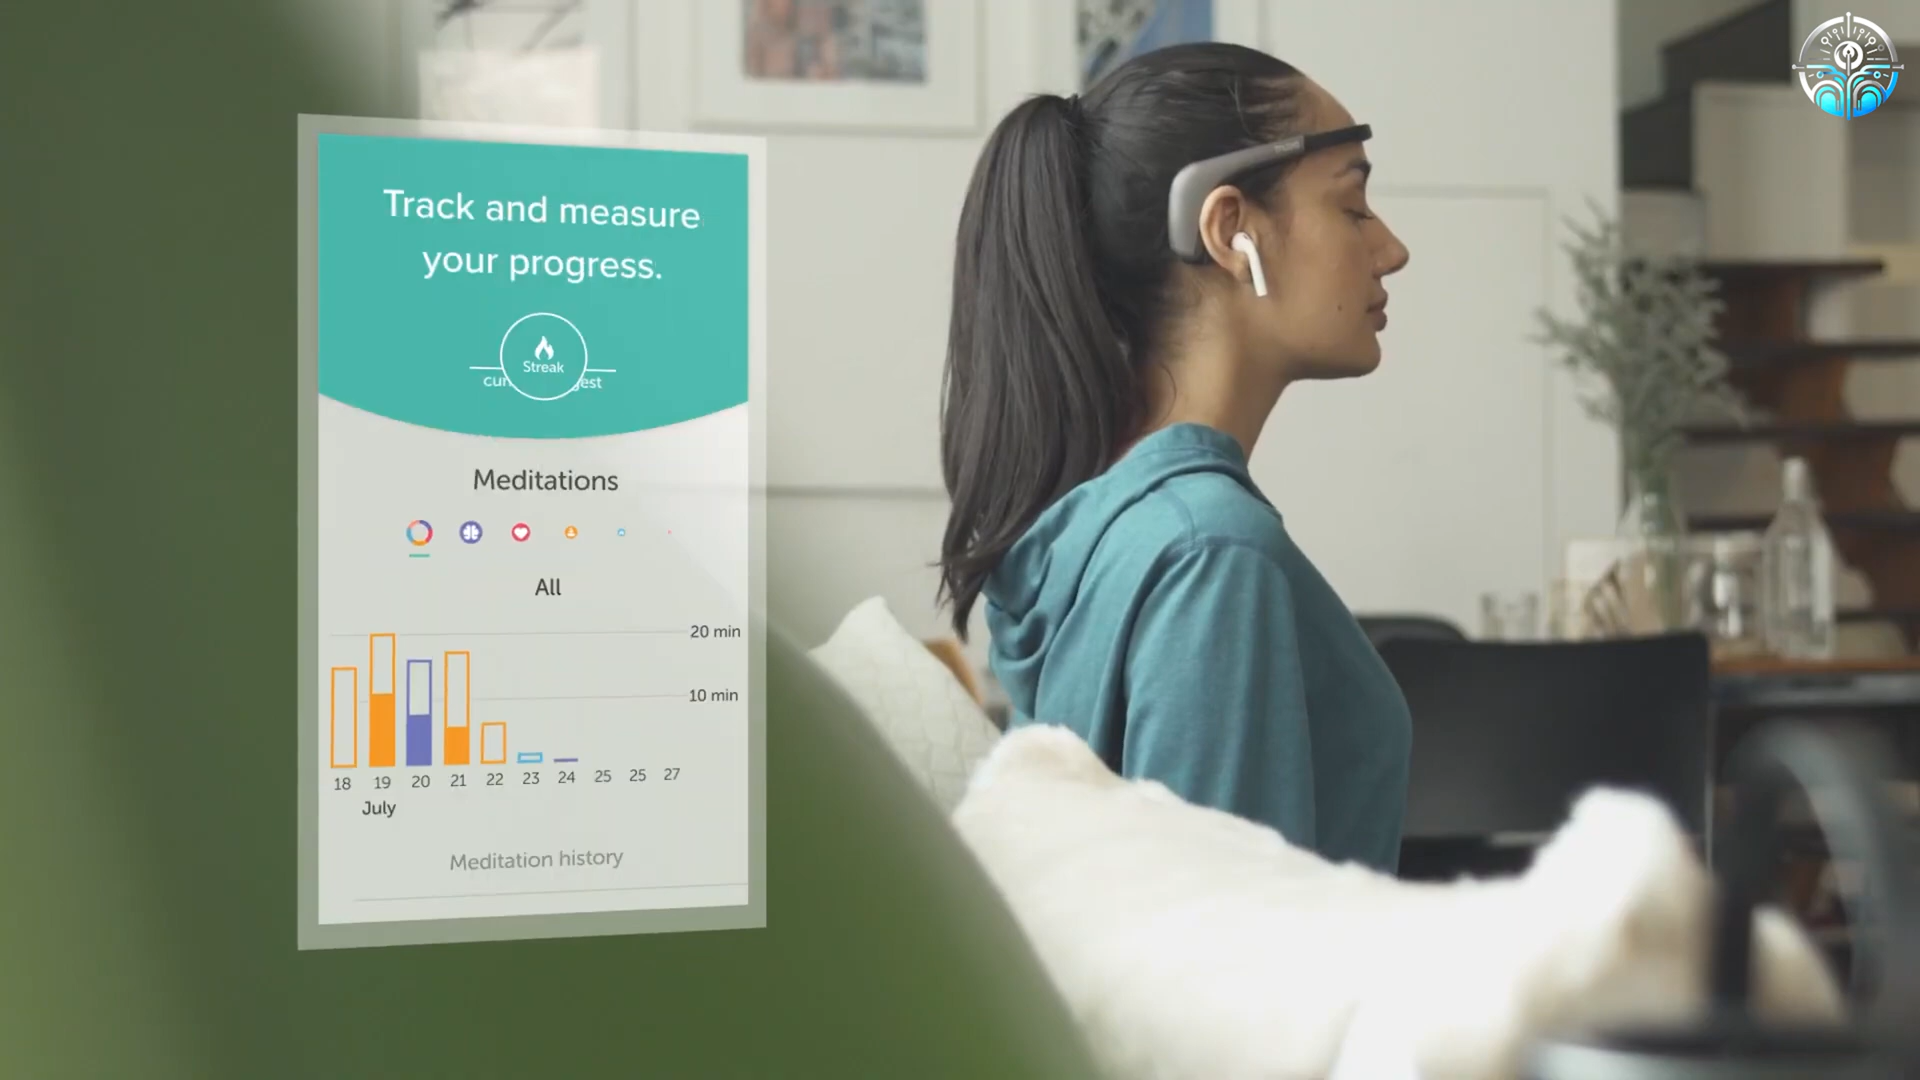 Track and measure
your progress.
Streak
Meditations
All
20 min
10 min
18 19 20 21 22 23 24 25 25 27
July
Meditation history
muse